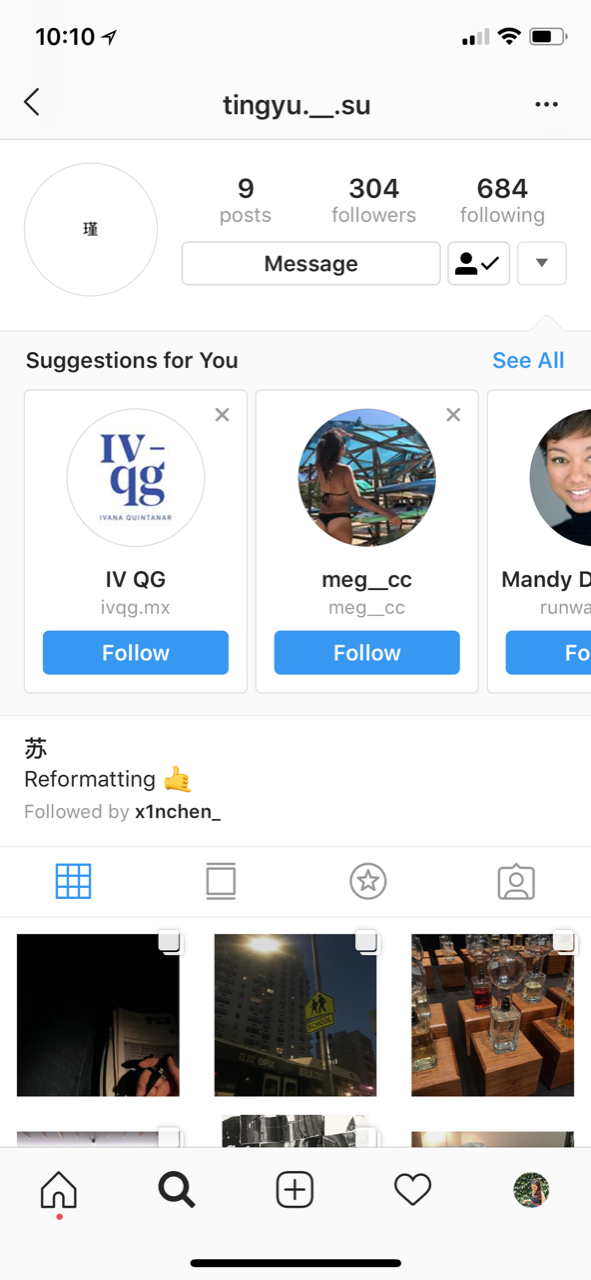 10:10
tingyu.__.su
瑾
9
posts
304
followers
684
following
Message
Suggestions for You
See All
IV-
qg
IVANA QUINTANAR
IV QG
ivqg.mx
Follow
meg__cc
meg__cc
Follow
Mandy D
runwa
Fo
苏
Reformatting 🤙
Followed by x1nchen_
SCHOOL